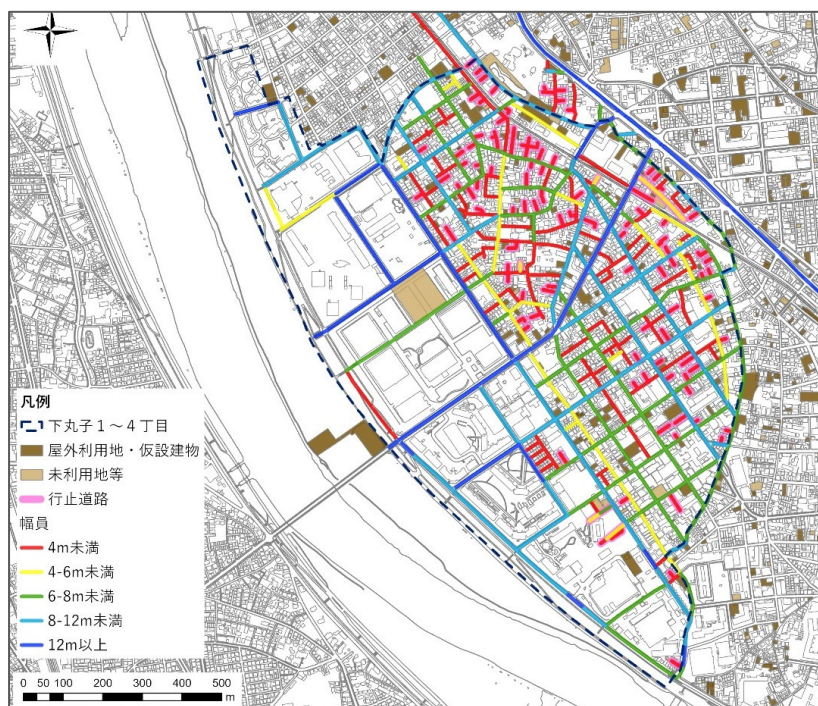 凡例
下丸子1~4丁目
屋外利用地・仮設建物
未利用地等
行止道路
幅員
4m未満
4-6m未満
6-8m未満
8-12m未満
12m以上
0 50 100 200 300 400 500
m